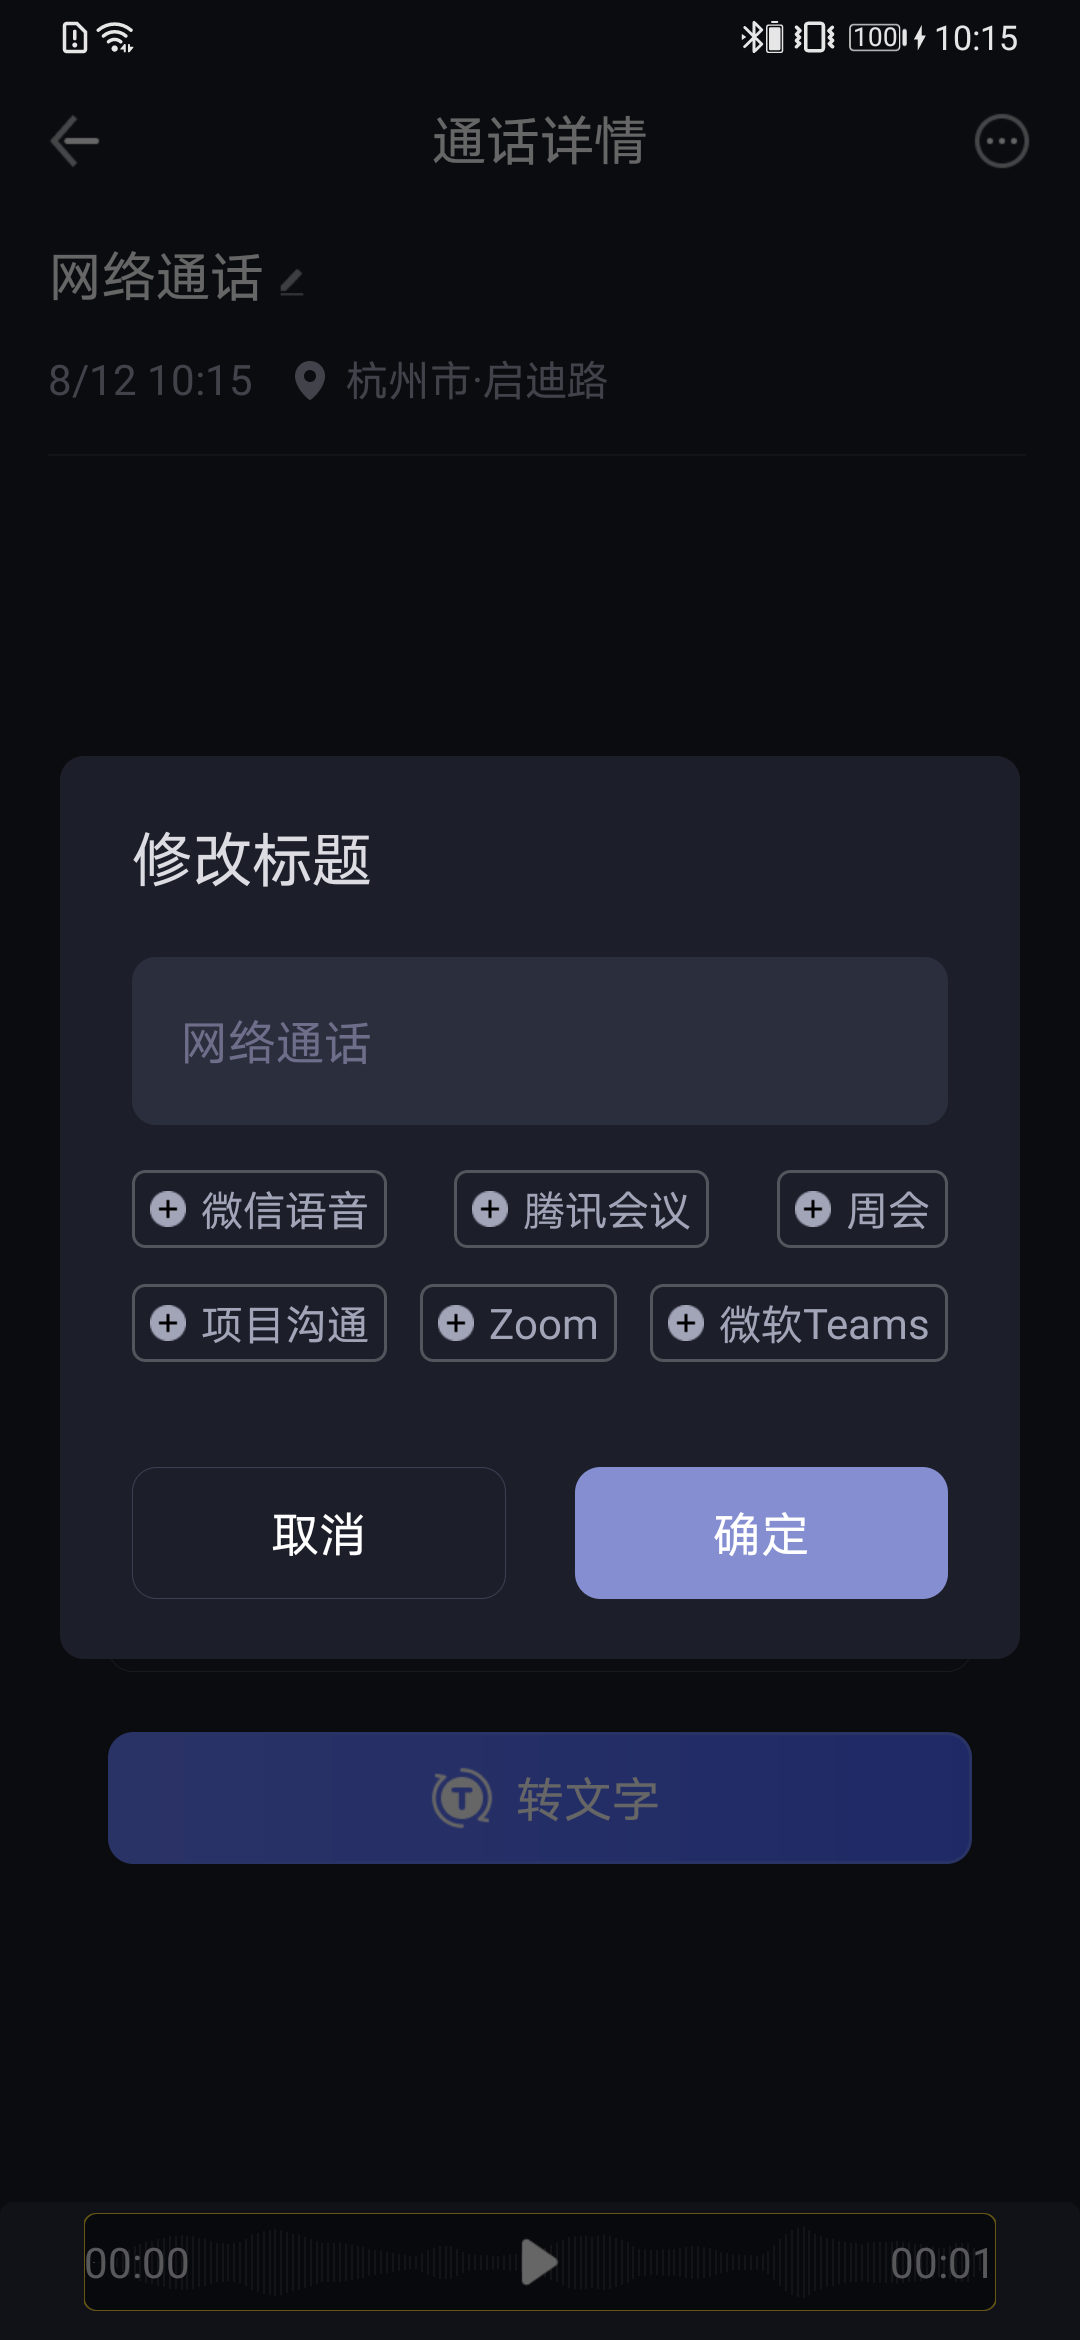 100 10:15
通话详情
网络通话
8/12 10:15 杭州市·启迪路
修改标题
网络通话
微信语音 腾讯会议 周会
项目沟通 Zoom 微软Teams
取消 确定
T 转文字
00:00 00:01